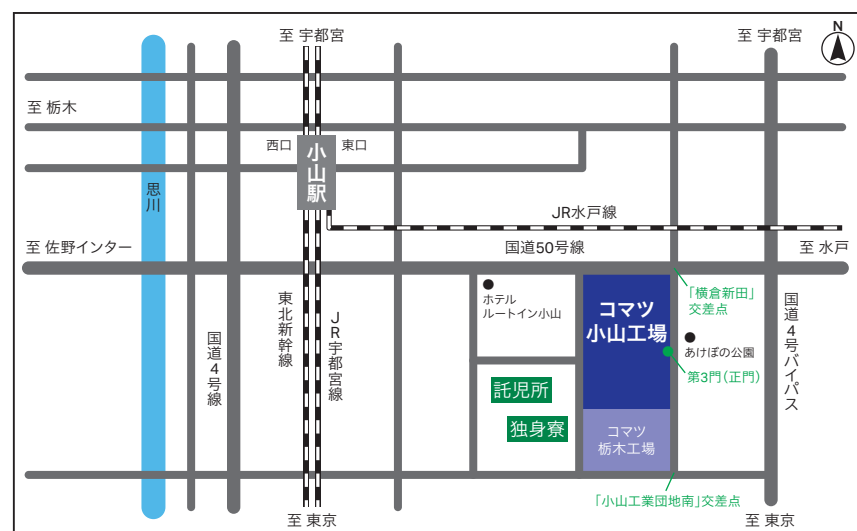 至 宇都宮
至 宇都宮
N
至 栃木
西口
東口
小山駅
思川
JR水戸線
至 佐野インター
国道50号線
至 水戸
ホテル
ルートイン小山
コマツ
小山工場
「横倉新田」
交差点
国道4号線
東北新幹線
JR宇都宮線
あけぼの公園
国道4号バイパス
第3門(正門)
託児所
独身寮
コマツ
栃木工場
「小山工業団地南」交差点
至 東京
至 東京